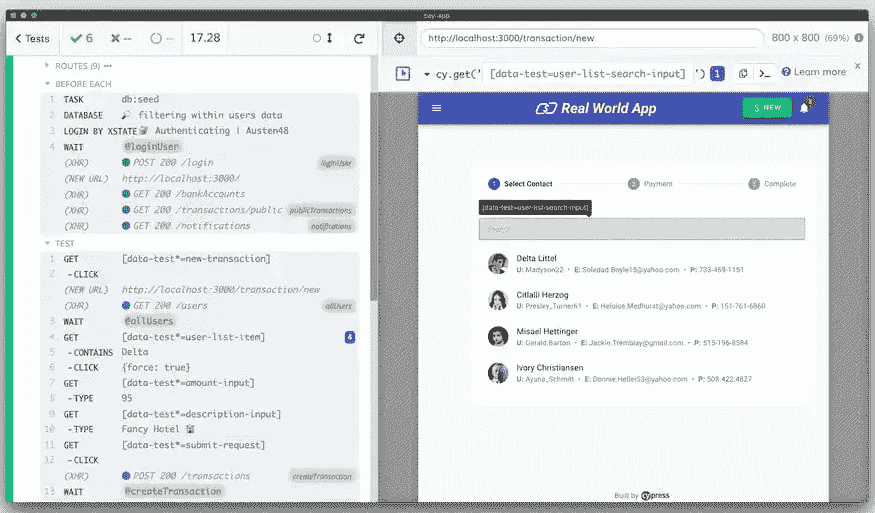 pay-app
Tests
6
--
--
17.28
http://localhost:3000/transaction/new
800 x 800 (69%)
cy.get('
[data-test=user-list-search-input]
')
1
Learn more
ROUTES (9)
BEFORE EACH
1 TASK db:seed
2 DATABASE filtering within users data
3 LOGIN BY XSTATE Authenticating | Austen48
4 WAIT @loginUser
(XHR) POST 200 /login loginUser
(NEW URL) http://localhost:3000/
(XHR) GET 200 /bankAccounts
(XHR) GET 200 /transactions/public publicTransactions
(XHR) GET 200 /notifications notifications
TEST
1 GET [data-test*=new-transaction]
2 -CLICK
(NEW URL) http://localhost:3000/transaction/new
(XHR) GET 200 /users allUsers
3 WAIT @allUsers
4 GET [data-test*=user-list-item] 4
5 -CONTAINS Delta
6 -CLICK {force: true}
7 GET [data-test*=amount-input]
8 -TYPE 95
9 GET [data-test*=description-input]
10 -TYPE Fancy Hotel
11 GET [data-test*=submit-request]
12 -CLICK
(XHR) POST 200 /transactions createTransaction
13 WAIT @createTransaction
Real World App
$ NEW
1 Select Contact
2 Payment
3 Complete
[data-test=user-list-search-input]
Search...
Delta Littel
U: Madyson22 • E: Soledad.Boyle15@yahoo.com • P: 733-459-1151
Citlalli Herzog
U: Presley_Turner61 • E: Heloise.Medhurst@yahoo.com • P: 151-761-6860
Misael Hettinger
U: Gerald.Barton • E: Jackie.Tremblay@gmail.com • P: 515-196-8584
Ivory Christiansen
U: Ayana_Schmitt • E: Donnie.Heller53@yahoo.com • P: 508.422.4827
Built by cypress